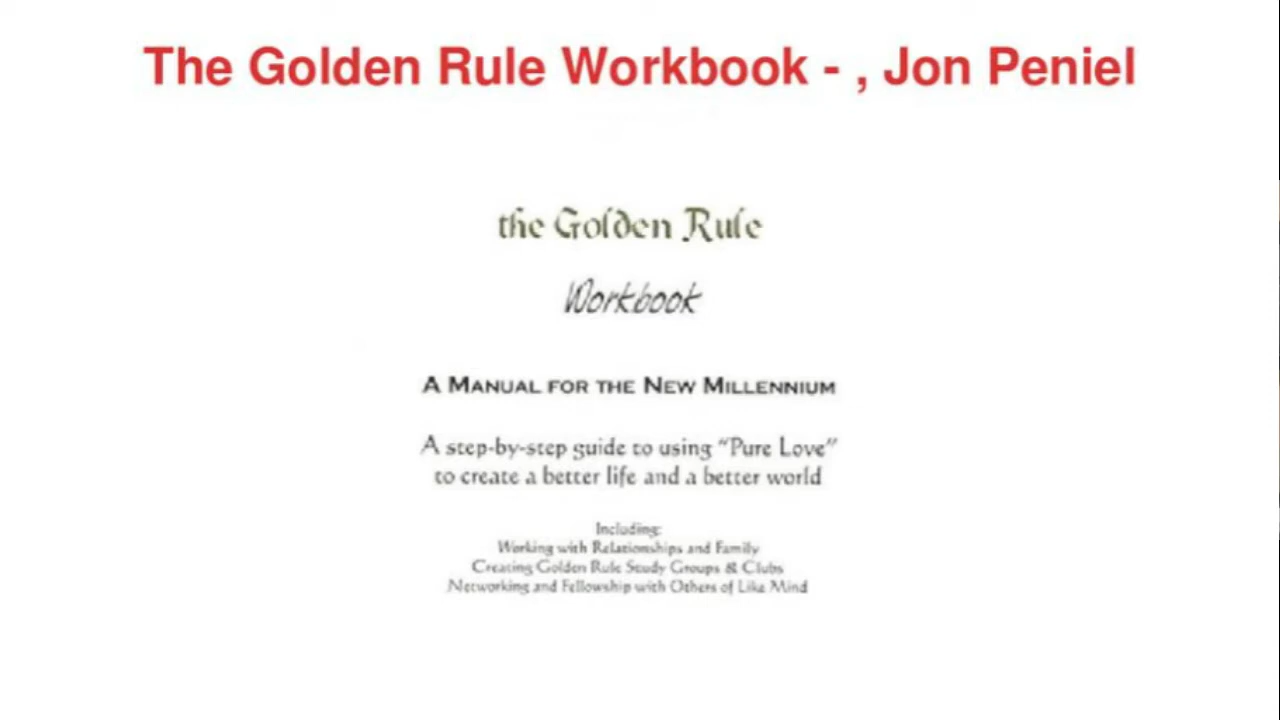 The Golden Rule Workbook - , Jon Peniel
the Golden Rule
Workbook
A MANUAL FOR THE NEW MILLENNIUM
A step-by-step guide to using “Pure Love”
to create a better life and a better world
Including:
Working with Relationships and Family
Creating Golden Rule Study Groups & Clubs
Networking and Fellowship with Others of Like Mind